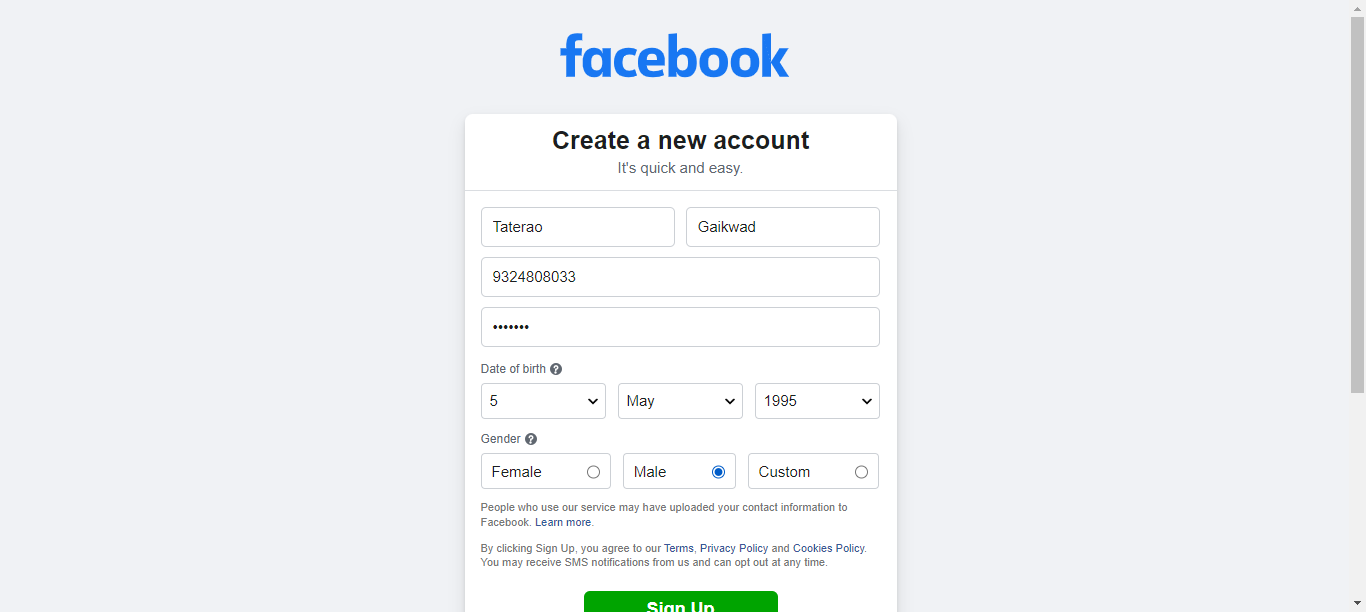 facebook
Create a new account
It's quick and easy.
Taterao Gaikwad
9324808033
•••••••
Date of birth ?
5 May 1995
Gender ?
Female Male Custom
People who use our service may have uploaded your contact information to
Facebook. Learn more.
By clicking Sign Up, you agree to our Terms, Privacy Policy and Cookies Policy.
You may receive SMS notifications from us and can opt out at any time.
Sign Up